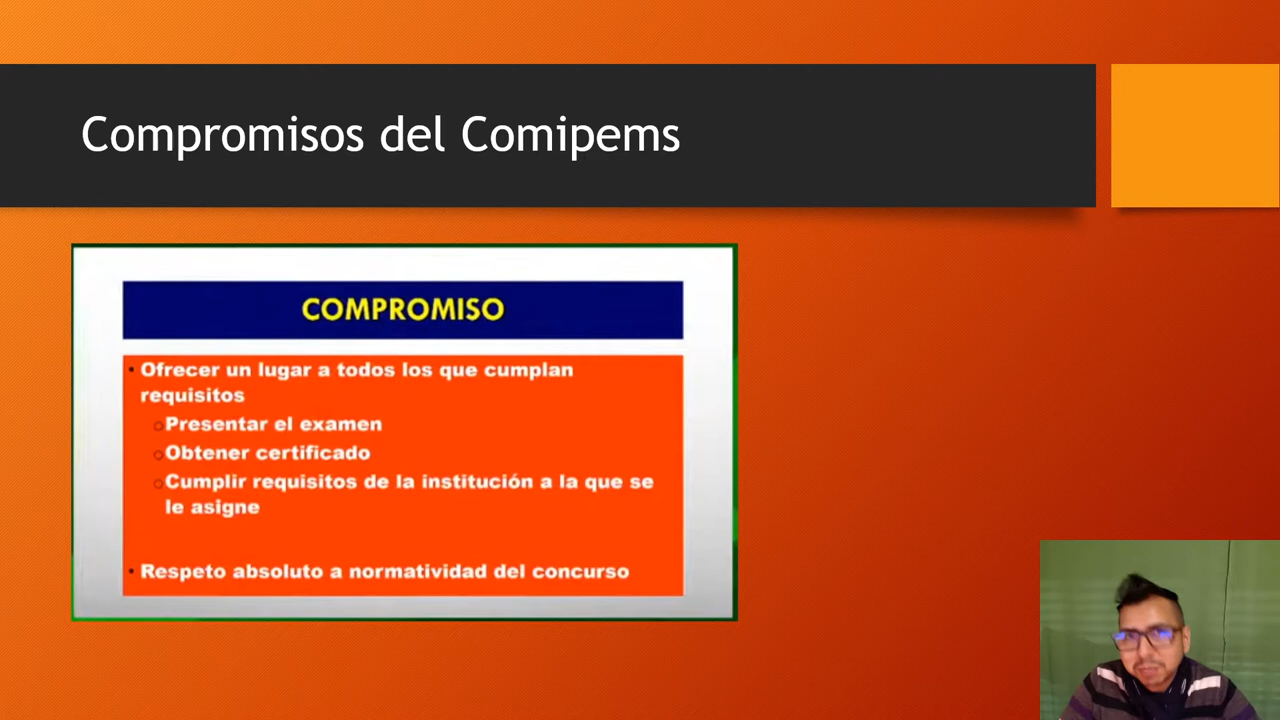 Compromisos del Comipems
COMPROMISO
• Ofrecer un lugar a todos los que cumplan
requisitos
○Presentar el examen
○Obtener certificado
○Cumplir requisitos de la institución a la que se
le asigne
• Respeto absoluto a normatividad del concurso